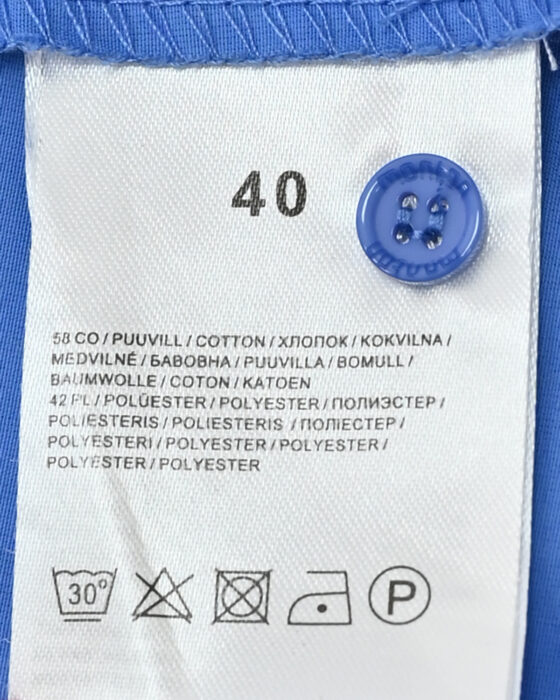 40
58 CO / PUUVILL / COTTON / ХЛОПОК / KOKVILNA /
MEDVILNÉ / БАВОВНА / PUUVILLA / BOMULL /
BAUMWOLLE / COTON / KATOEN
42 PL / POLÜESTER / POLYESTER / ПОЛИЭСТЕР /
POLIESTERIS / POLIESTERIS / ПОЛІЕСТЕР /
POLYESTERI / POLYESTER / POLYESTER /
POLYESTER / POLYESTER
30° P